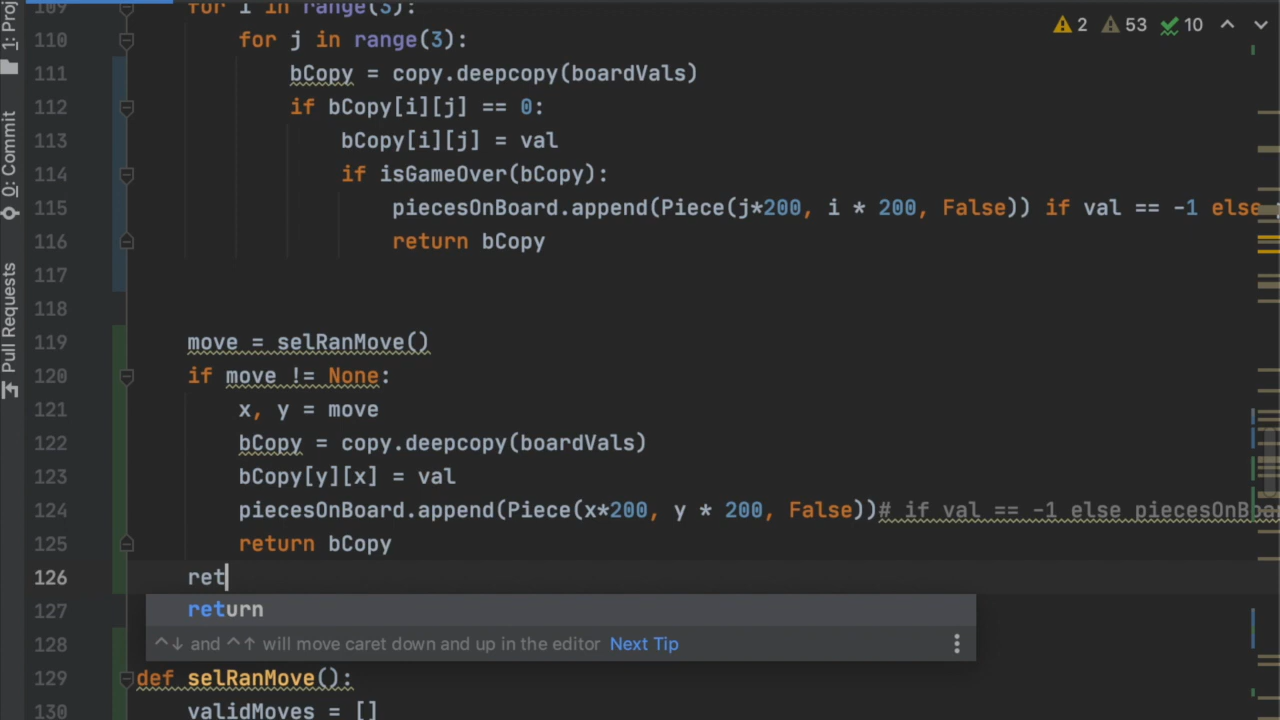 109 for i in range(3):
1: Proj
2 53 10
110 for j in range(3):
111 bCopy = copy.deepcopy(boardVals)
112 if bCopy[i][j] == 0:
0: Commit
113 bCopy[i][j] = val
114 if isGameOver(bCopy):
115 piecesOnBoard.append(Piece(j*200, i * 200, False)) if val == -1 else
116 return bCopy
117
Pull Requests
118
119 move = selRanMove()
120 if move != None:
121 x, y = move
122 bCopy = copy.deepcopy(boardVals)
123 bCopy[y][x] = val
124 piecesOnBoard.append(Piece(x*200, y * 200, False))# if val == -1 else piecesOnBoa
125 return bCopy
126 ret
127 return
128 ^↓ and ^↑ will move caret down and up in the editor Next Tip
129 def selRanMove():
130 validMoves = []